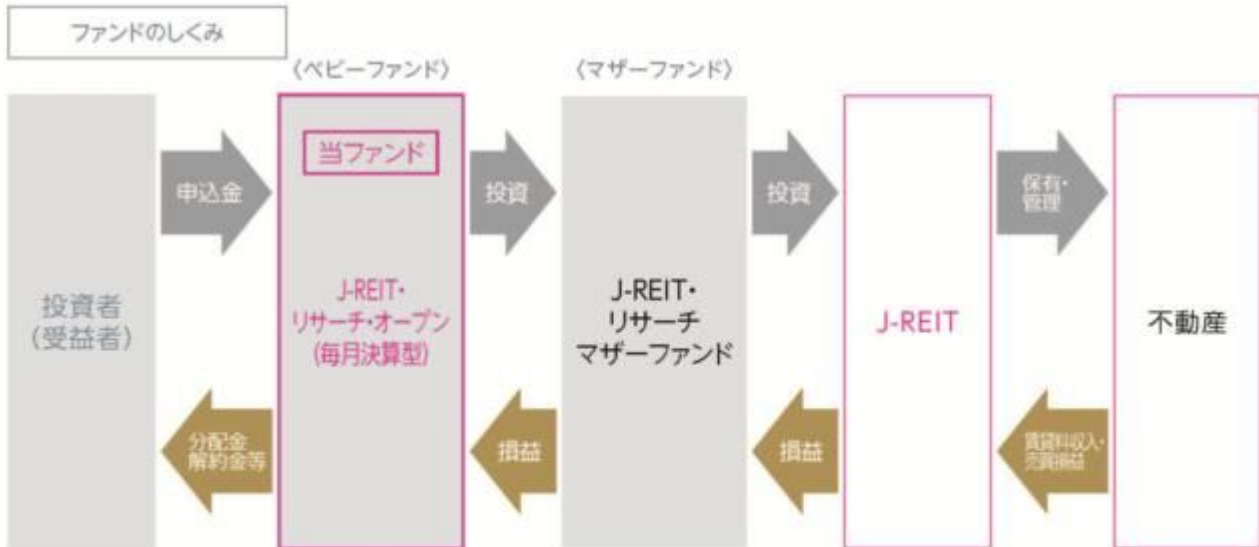 ファンドのしくみ
〈ベビーファンド〉
〈マザーファンド〉
投資者
(受益者)
申込金
分配金
解約金等
当ファンド
J-REIT・
リサーチ・オープン
(毎月決算型)
投資
損益
J-REIT・
リサーチ
マザーファンド
投資
損益
J-REIT
保有・
管理
賃貸料収入・
売買損益
不動産